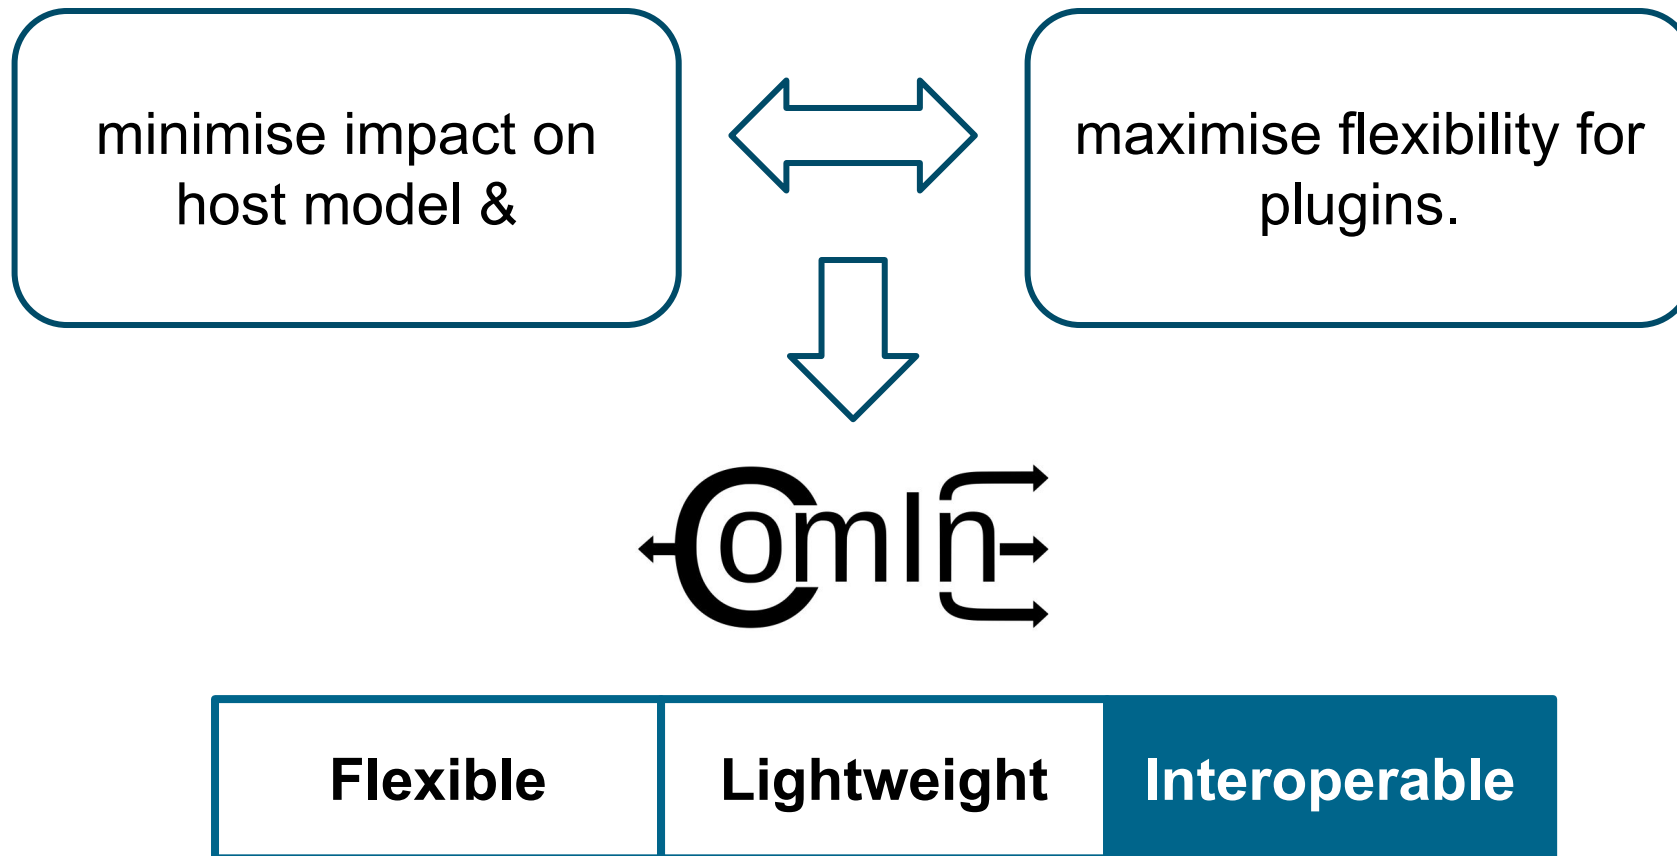 minimise impact on
host model &
maximise flexibility for
plugins.
ComIn
Flexible
Lightweight
Interoperable